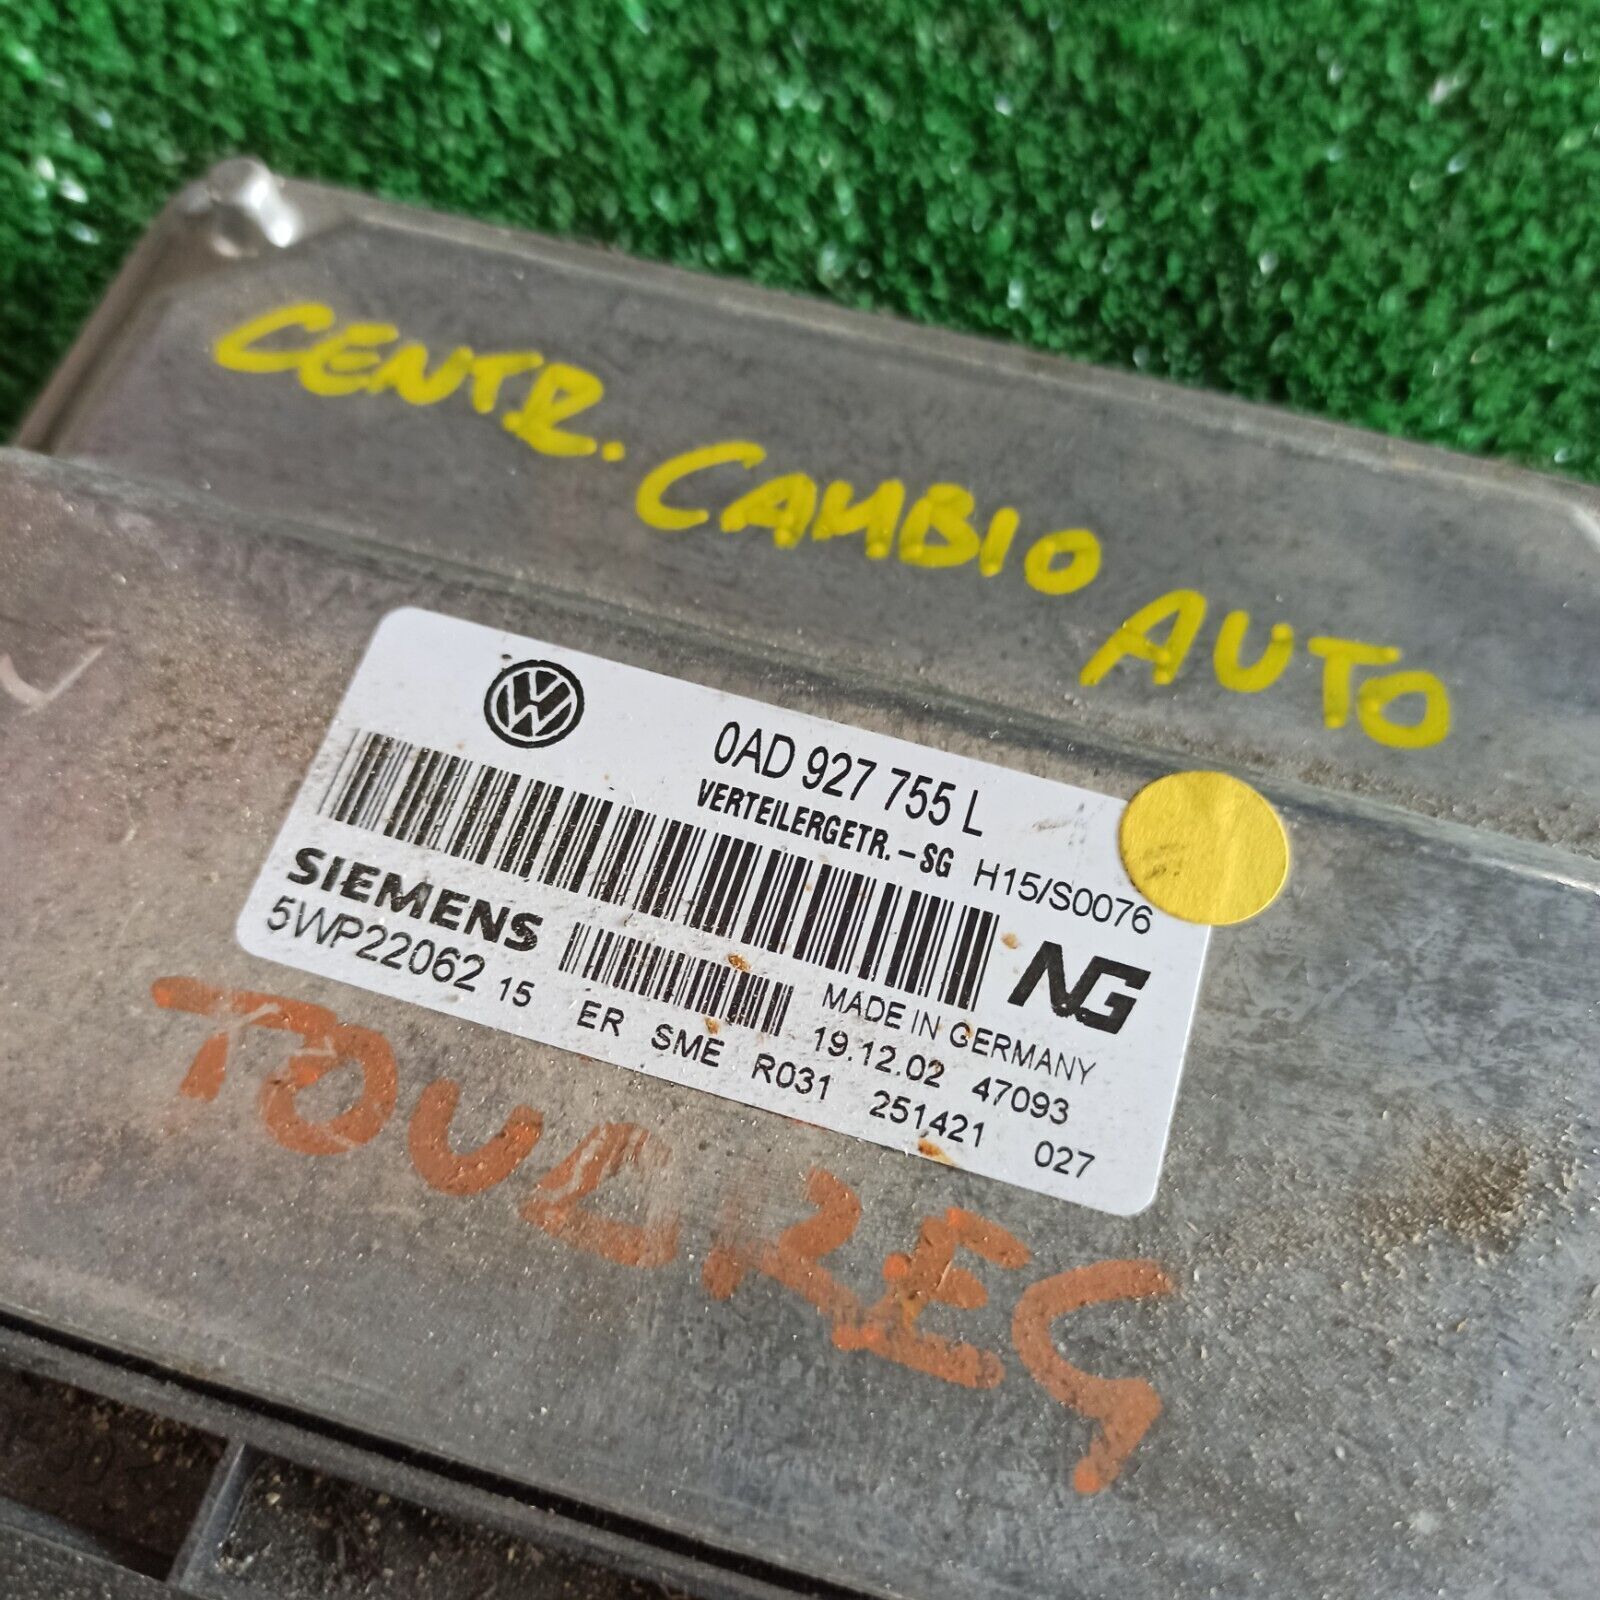 CENTR. CAMBIO AUTO
0AD 927 755 L
VERTEILERGETR.-SG H15/S0076
SIEMENS
5WP22062 15
NG
MADE IN GERMANY
19.12.02 47093
ER SME R031 251421 027
TOUAREG